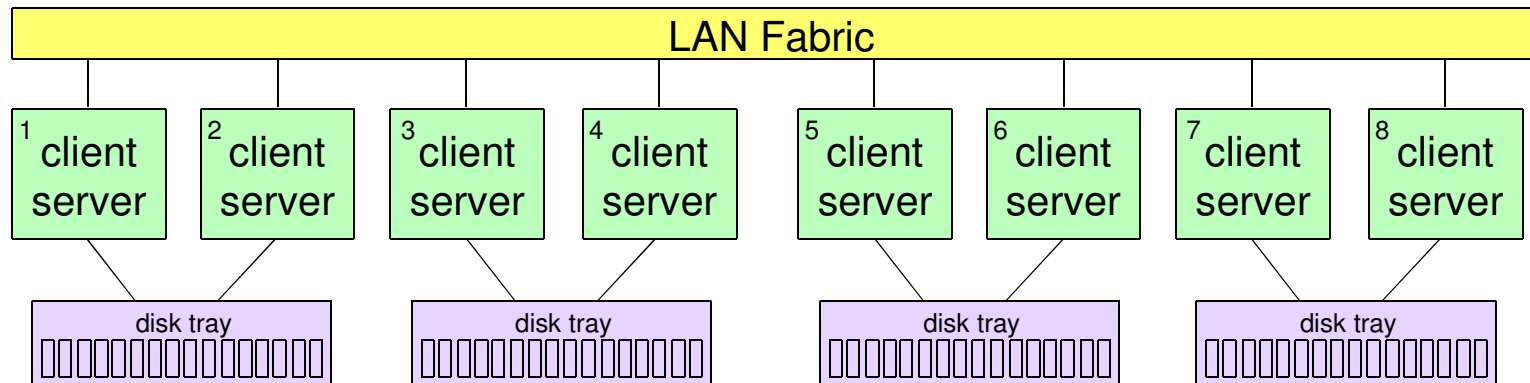 LAN Fabric
1 client
server
2 client
server
3 client
server
4 client
server
5 client
server
6 client
server
7 client
server
8 client
server
disk tray
disk tray
disk tray
disk tray